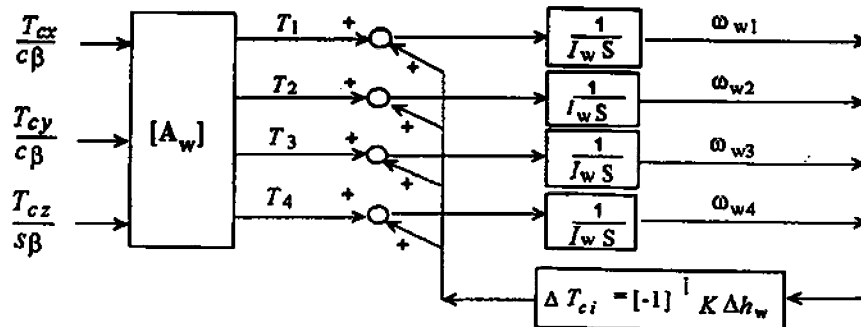 T_cx / cβ
T_cy / cβ
T_cz / sβ
[A_w]
T_1
T_2
T_3
T_4
+
+
+
+
+
+
+
+
1 / I_w S
1 / I_w S
1 / I_w S
1 / I_w S
ω_w1
ω_w2
ω_w3
ω_w4
Δ T_ci = [-1]^i K Δh_w